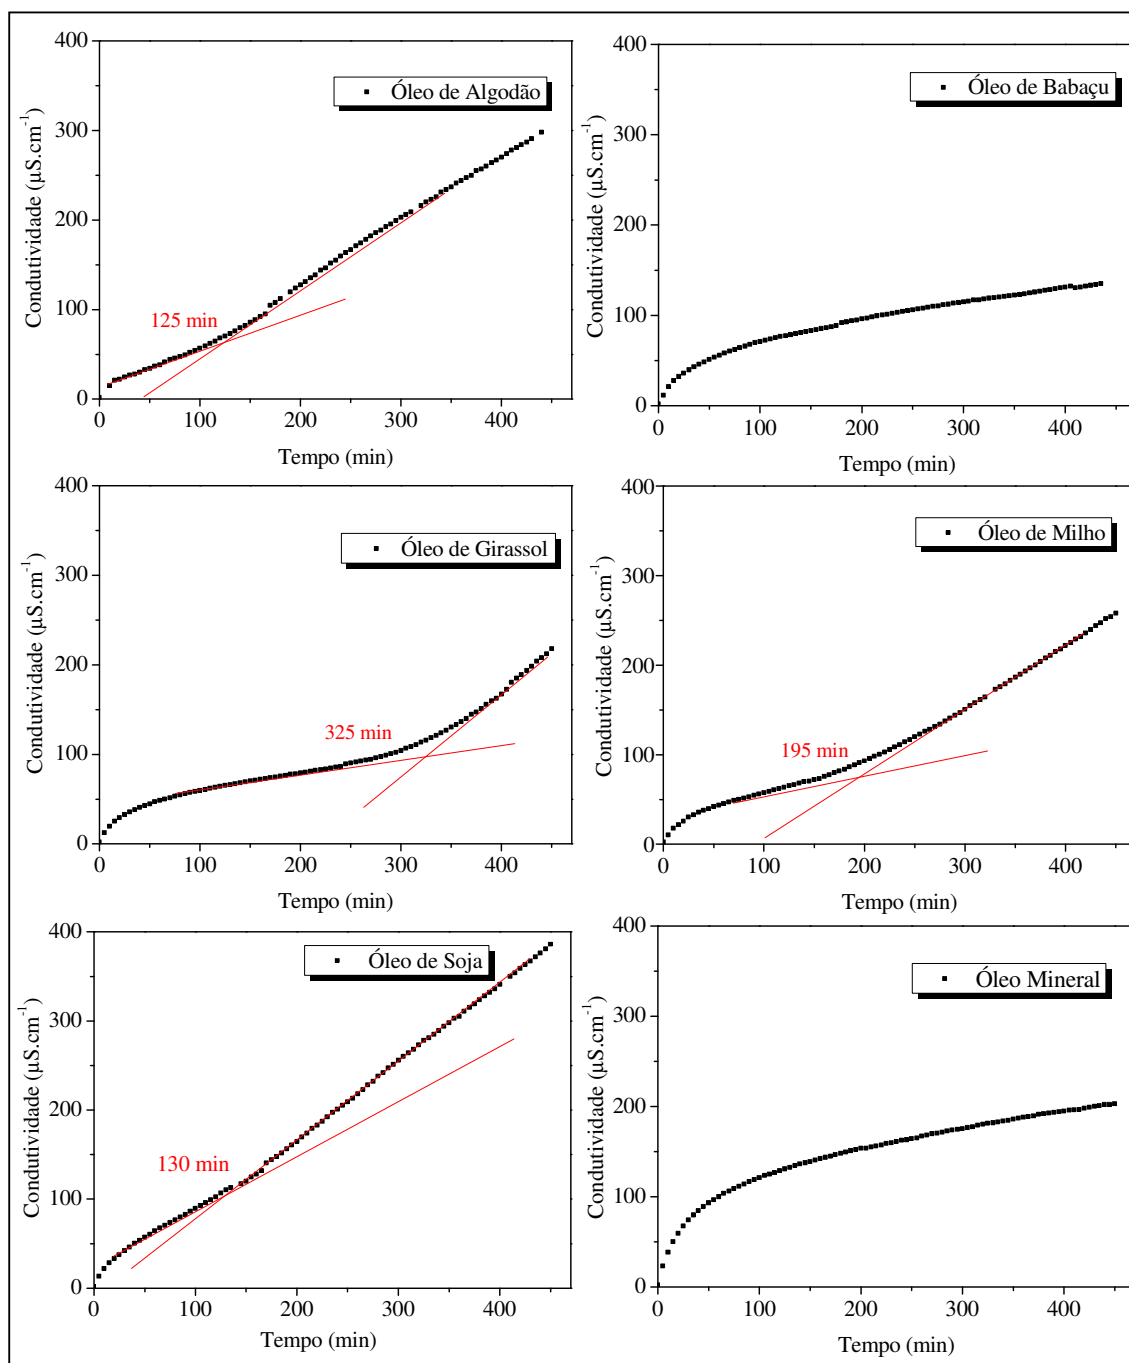 400
300
200
100
0
Condutividade (µS.cm⁻¹)
Óleo de Algodão
125 min
0 100 200 300 400
Tempo (min)
400
300
200
100
0
Condutividade (µS.cm⁻¹)
Óleo de Babaçu
0 100 200 300 400
Tempo (min)
400
300
200
100
0
Condutividade (µS.cm⁻¹)
Óleo de Girassol
325 min
0 100 200 300 400
Tempo (min)
400
300
200
100
0
Condutividade (µS.cm⁻¹)
Óleo de Milho
195 min
0 100 200 300 400
Tempo (min)
400
300
200
100
0
Condutividade (µS.cm⁻¹)
Óleo de Soja
130 min
0 100 200 300 400
Tempo (min)
400
300
200
100
0
Condutividade (µS.cm⁻¹)
Óleo Mineral
0 100 200 300 400
Tempo (min)